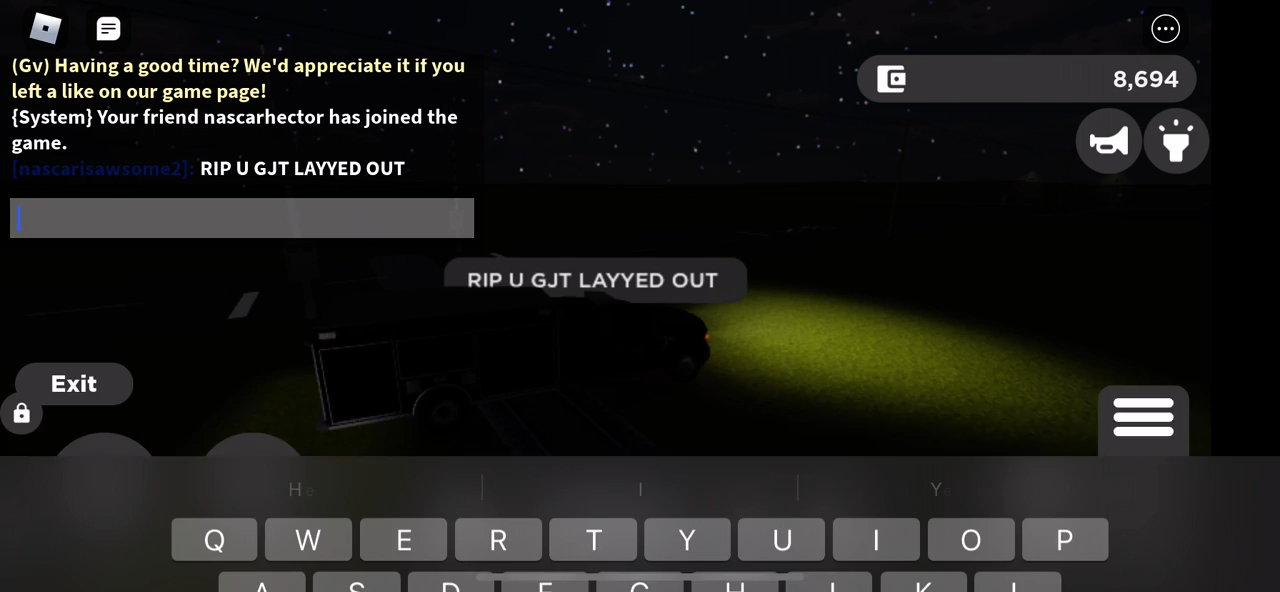 (Gv) Having a good time? We'd appreciate it if you
left a like on our game page!
{System} Your friend nascarhector has joined the
game.
[nascarisawsome2]: RIP U GJT LAYYED OUT
8,694
RIP U GJT LAYYED OUT
Exit
I
Q W E R T Y U I O P
A S D F G H J K L